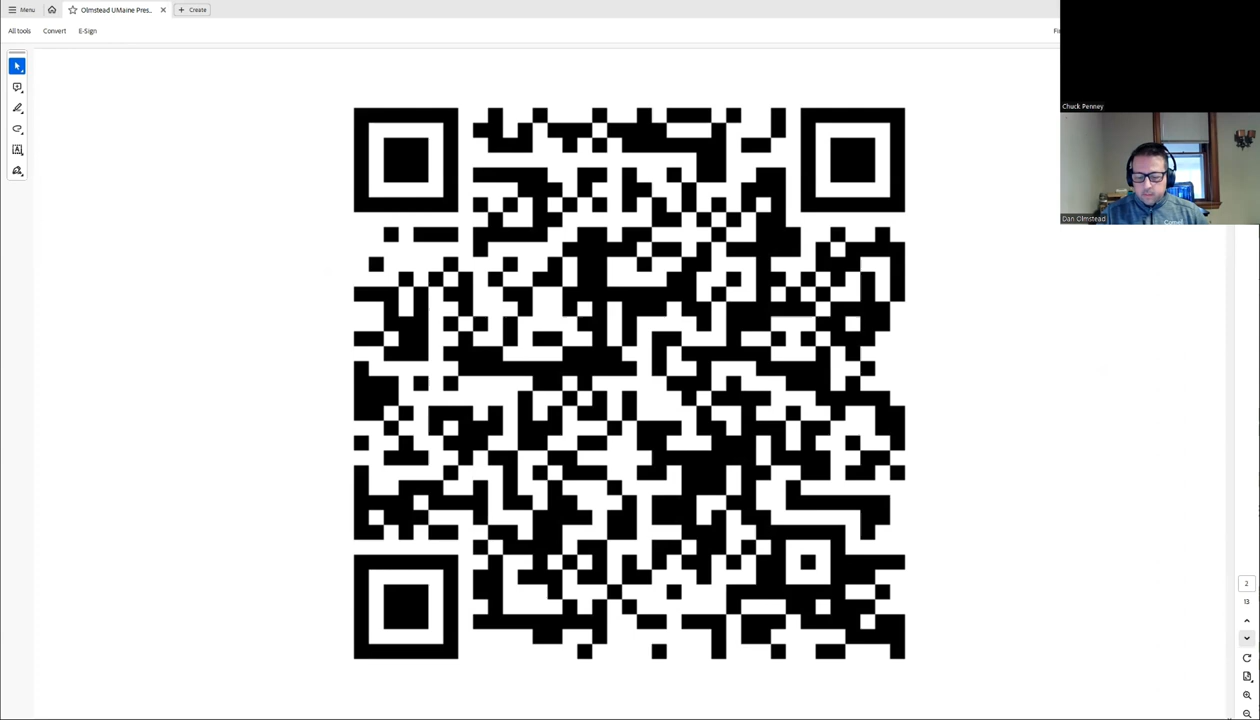 Menu
Olmstead UMaine Pres...
Create
All tools
Convert
E-Sign
Chuck Penney
Dan Olmstead
2
13